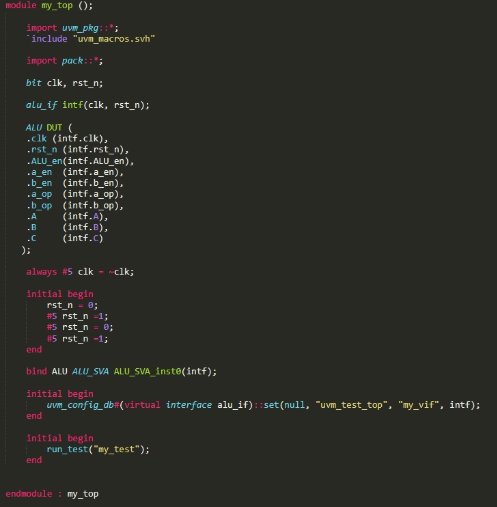 module my_top ();
import uvm_pkg::*;
`include "uvm_macros.svh"
import pack::*;
bit clk, rst_n;
alu_if intf(clk, rst_n);
ALU DUT (
.clk (intf.clk),
.rst_n (intf.rst_n),
.ALU_en(intf.ALU_en),
.a_en (intf.a_en),
.b_en (intf.b_en),
.a_op (intf.a_op),
.b_op (intf.b_op),
.A (intf.A),
.B (intf.B),
.C (intf.C)
);
always #5 clk = ~clk;
initial begin
rst_n = 0;
#5 rst_n =1;
#5 rst_n = 0;
#5 rst_n =1;
end
bind ALU ALU_SVA ALU_SVA_inst0(intf);
initial begin
uvm_config_db#(virtual interface alu_if)::set(null, "uvm_test_top", "my_vif", intf);
end
initial begin
run_test("my_test");
end
endmodule : my_top